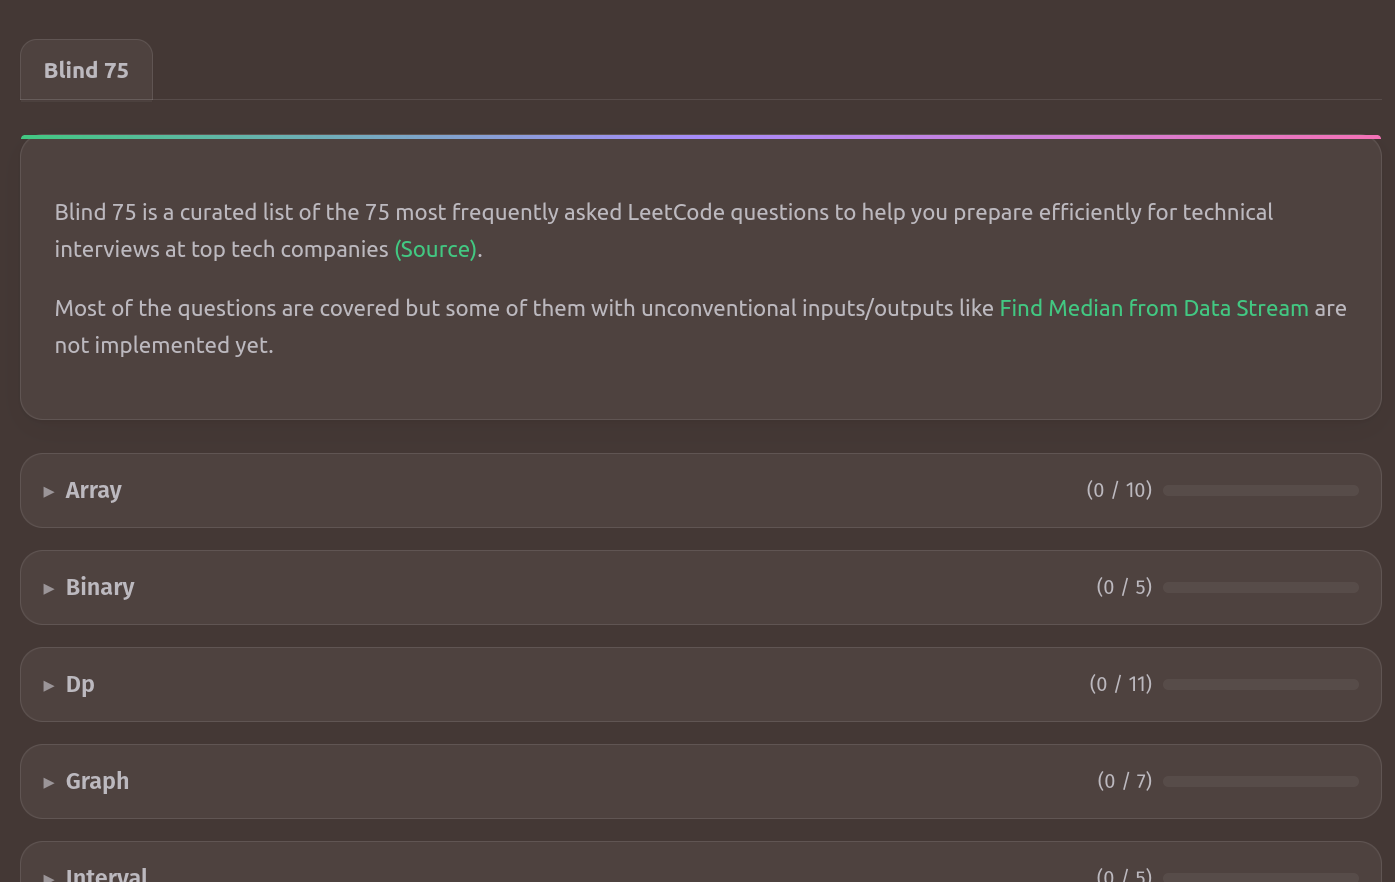 Blind 75
Blind 75 is a curated list of the 75 most frequently asked LeetCode questions to help you prepare efficiently for technical
interviews at top tech companies (Source).
Most of the questions are covered but some of them with unconventional inputs/outputs like Find Median from Data Stream are
not implemented yet.
Array (0 / 10)
Binary (0 / 5)
Dp (0 / 11)
Graph (0 / 7)
Interval (0 / 5)